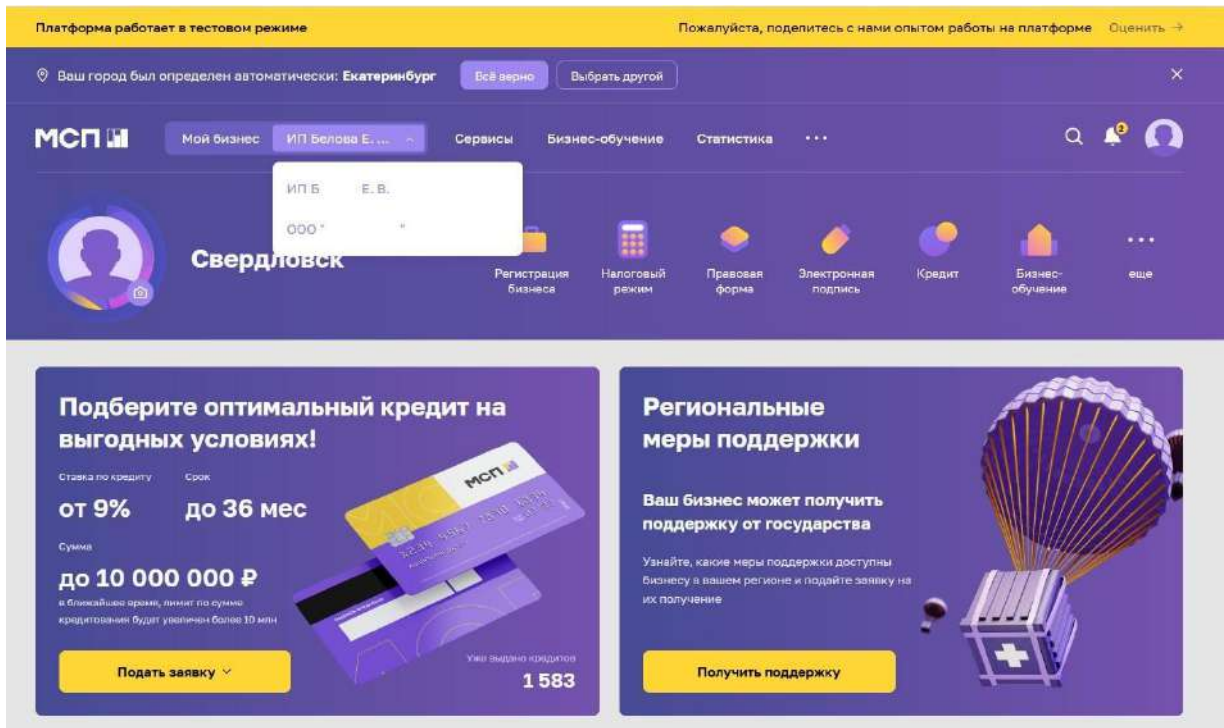 Платформа работает в тестовом режиме
Пожалуйста, поделитесь с нами опытом работы на платформе Оценить →
Ваш город был определен автоматически: Екатеринбург Всё верно Выбрать другой
МСП Мой бизнес ИП Белова Е. ... Сервисы Бизнес-обучение Статистика ··· 2
ИП Б Е. В.
ООО " "
Свердловск
Регистрация бизнеса
Налоговый режим
Правовая форма
Электронная подпись
Кредит
Бизнес-обучение
еще
Подберите оптимальный кредит на
выгодных условиях!
Ставка по кредиту Срок
от 9% до 36 мес
Сумма
до 10 000 000 ₽
в ближайшее время, лимит по сумме
кредитования будет увеличен более 10 млн
Подать заявку
МСП
Уже выдано кредитов
1 583
Региональные
меры поддержки
Ваш бизнес может получить
поддержку от государства
Узнайте, какие меры поддержки доступны
бизнесу в вашем регионе и подайте заявку на
их получение
Получить поддержку